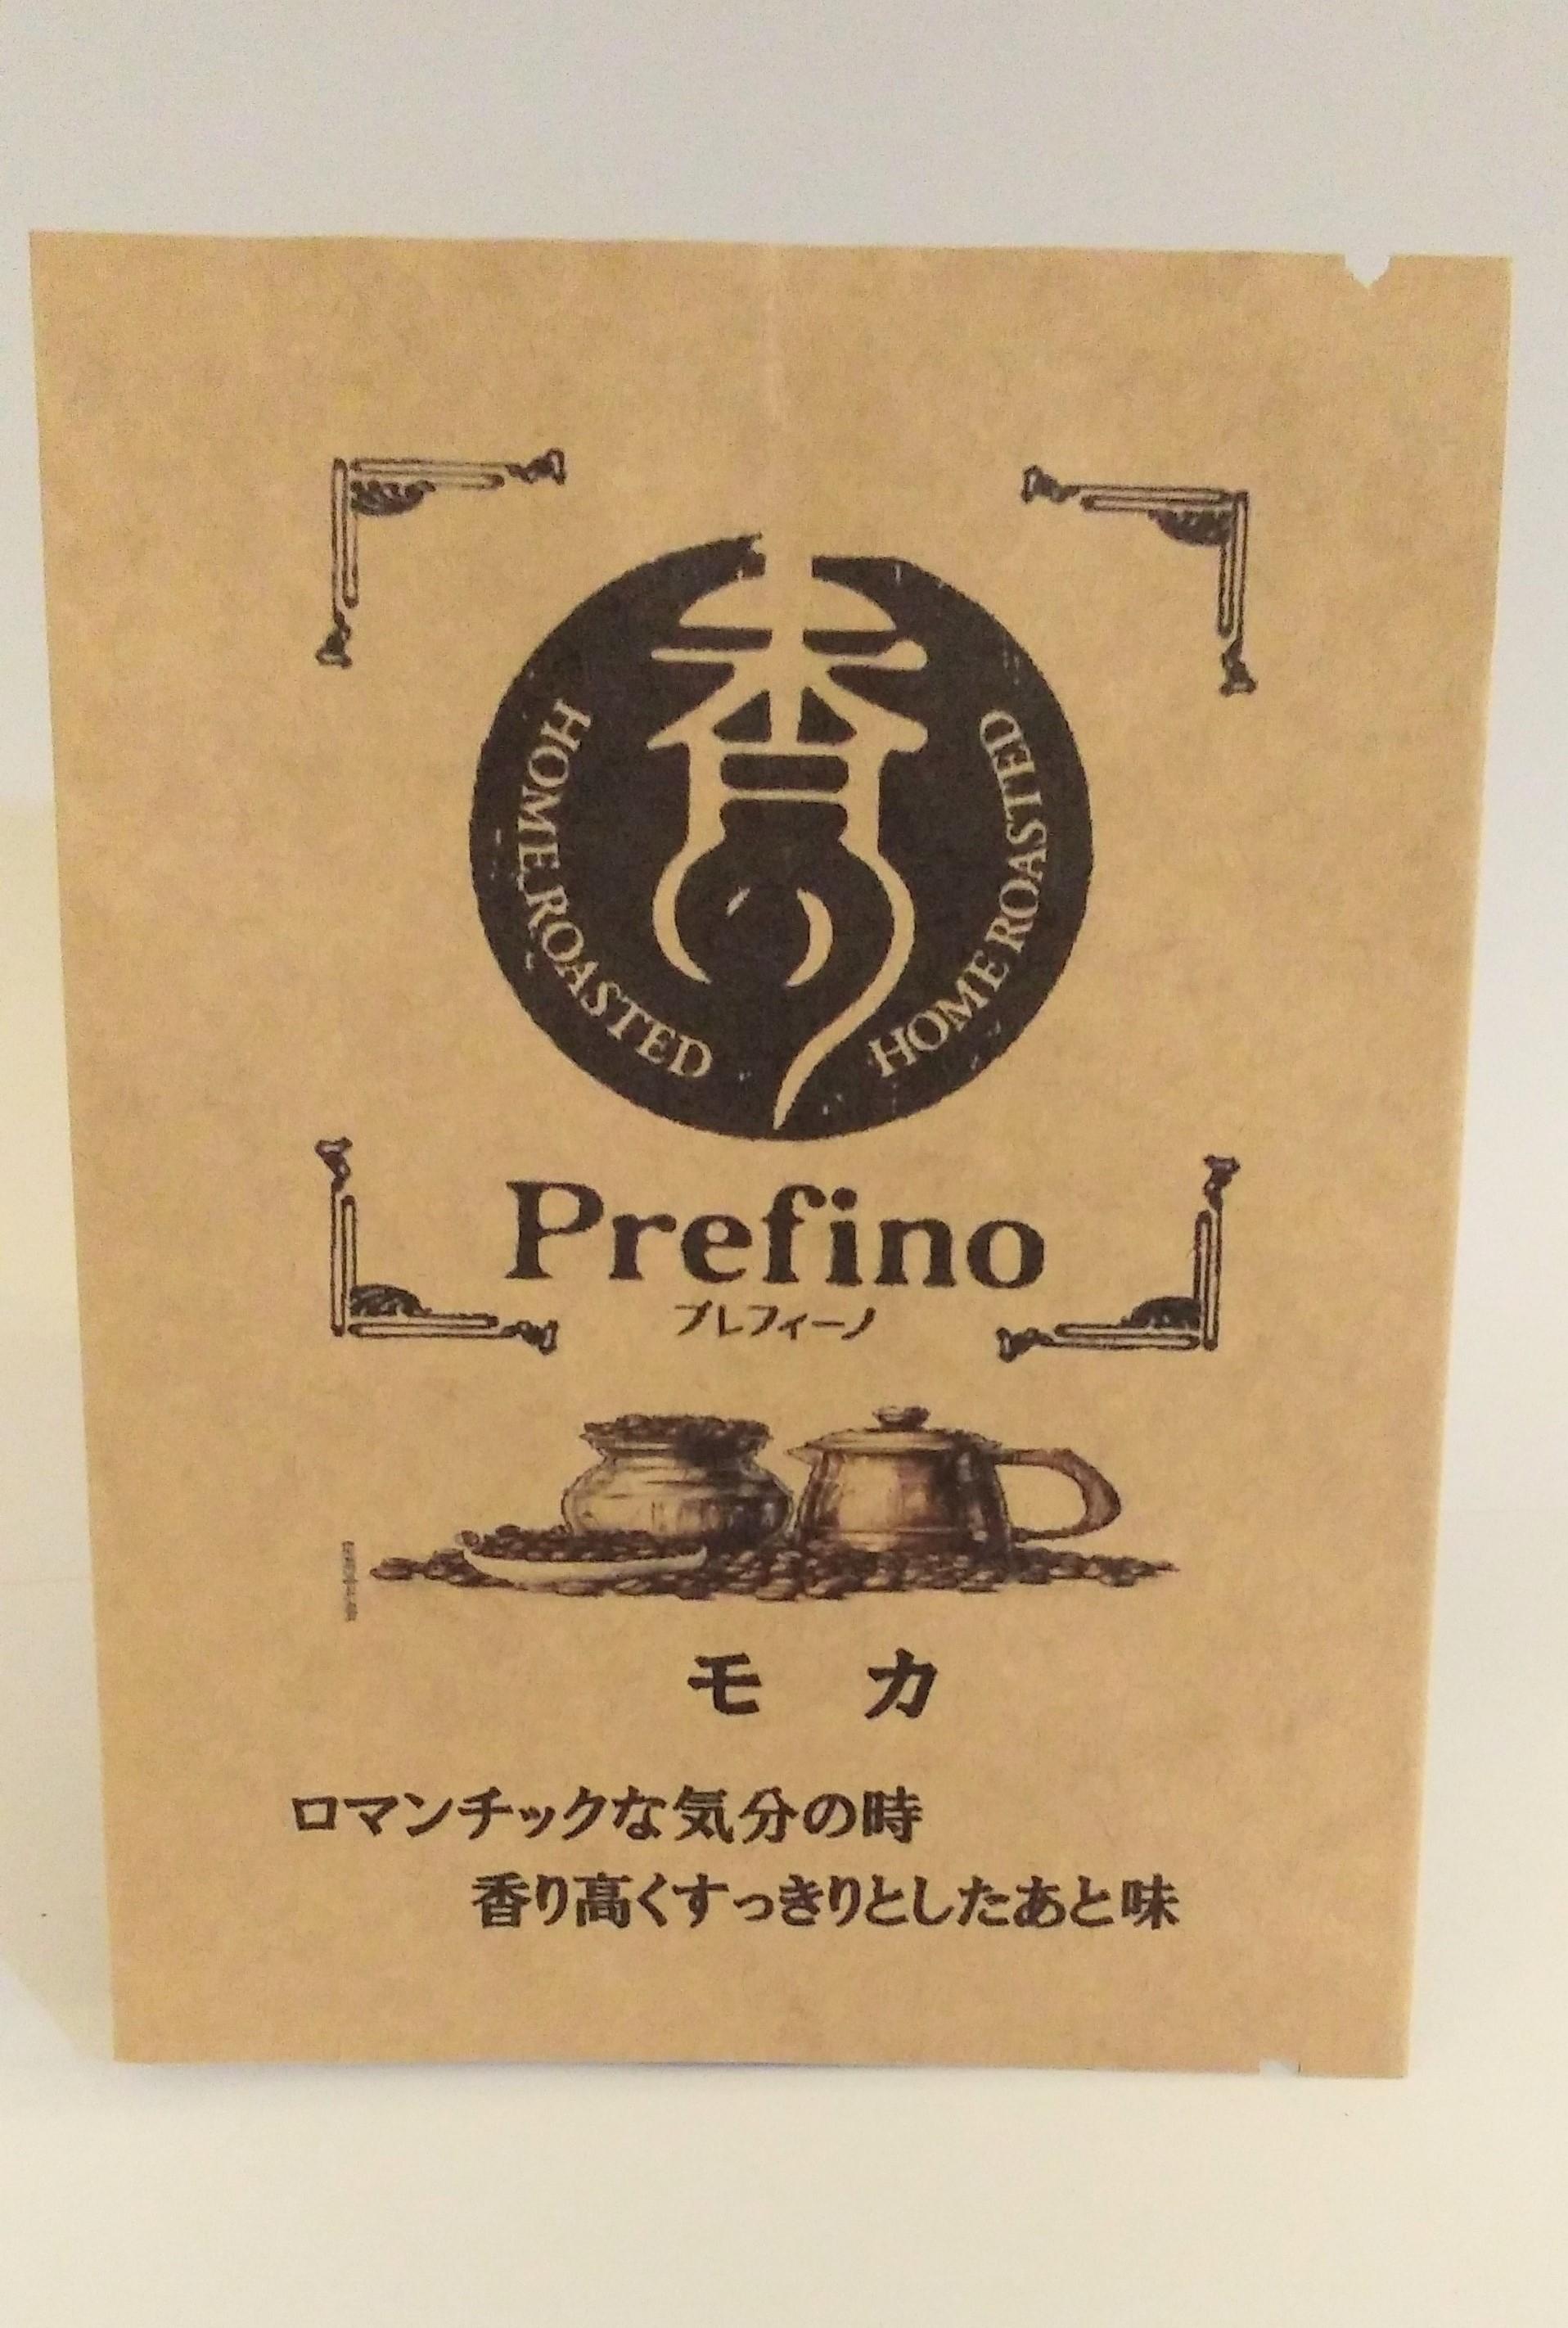 HOME ROASTED
HOME ROASTED
Prefino
プレフィーノ
モカ
ロマンチックな気分の時
香り高くすっきりとしたあと味